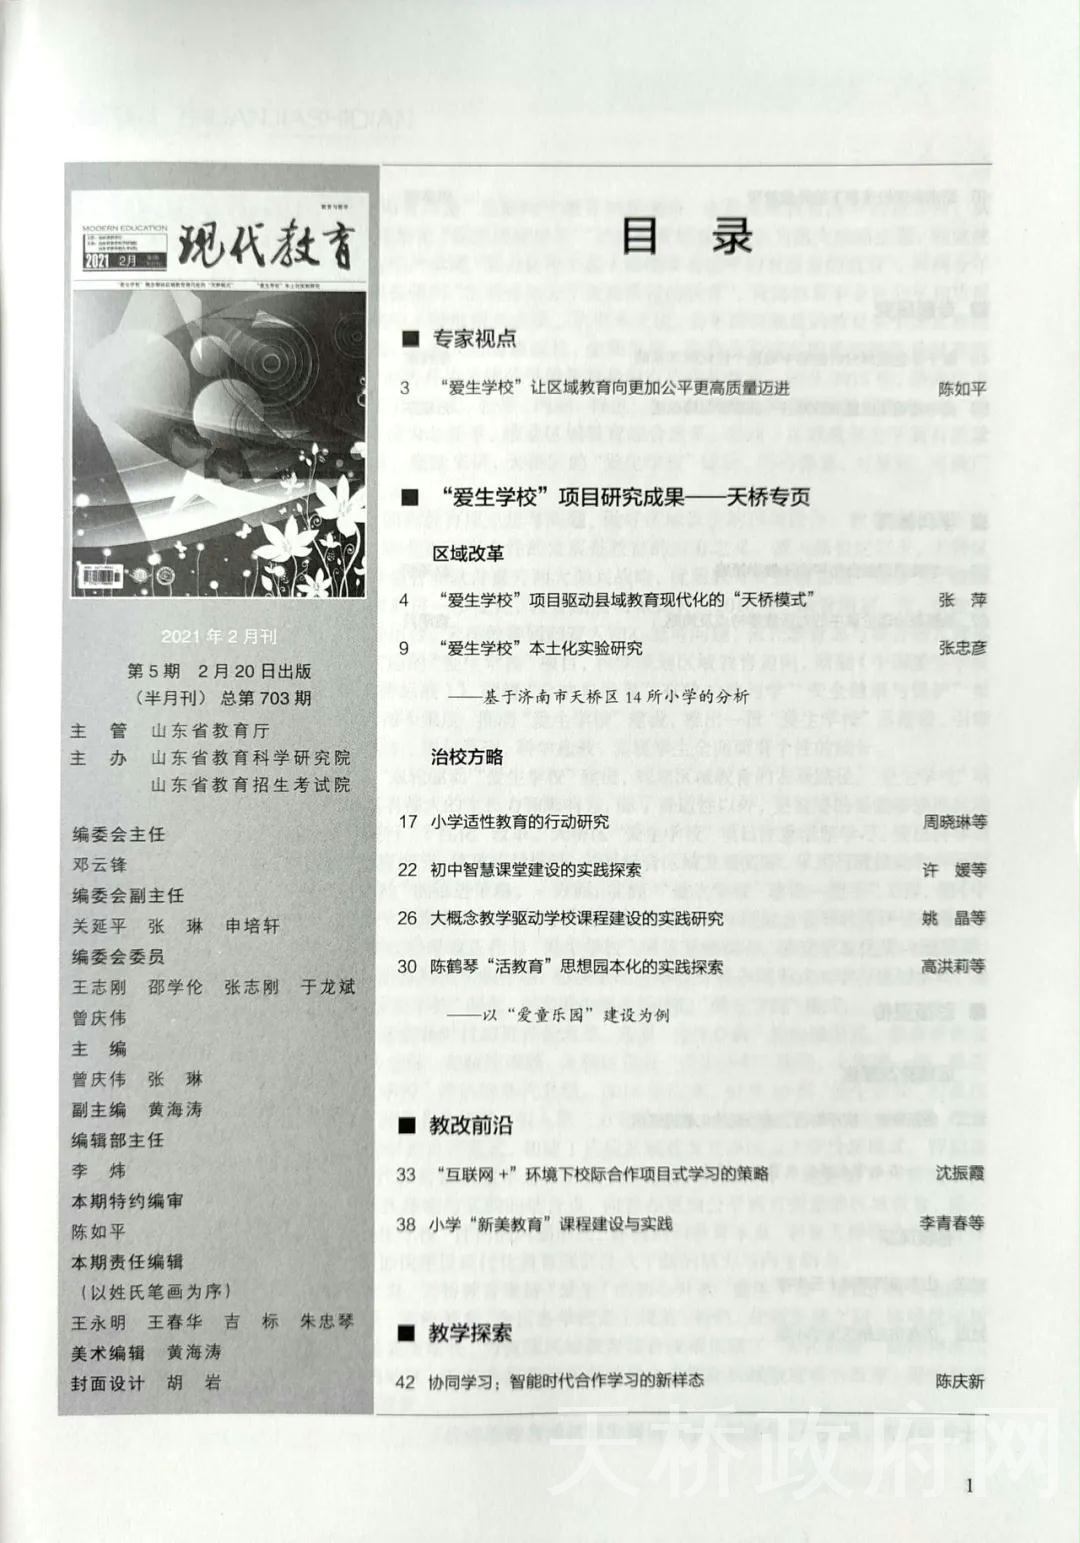 MODERN EDUCATION
2021 2月
现代教育
2021年2月刊
第5期 2月20日出版
（半月刊） 总第703期
主 管 山东省教育厅
主 办 山东省教育科学研究院
山东省教育招生考试院
编委会主任
邓云锋
编委会副主任
关延平 张 琳 申培轩
编委会委员
王志刚 邵学伦 张志刚 于龙斌
曾庆伟
主 编
曾庆伟 张 琳
副主编 黄海涛
编辑部主任
李 炜
本期特约编审
陈如平
本期责任编辑
（以姓氏笔画为序）
王永明 王春华 吉 标 朱忠琴
美术编辑 黄海涛
封面设计 胡 岩
目 录
■ 专家视点
3 “爱生学校”让区域教育向更加公平更高质量迈进 陈如平
■ “爱生学校”项目研究成果——天桥专页
区域改革
4 “爱生学校”项目驱动县域教育现代化的“天桥模式” 张 萍
9 “爱生学校”本土化实验研究 张忠彦
——基于济南市天桥区14所小学的分析
治校方略
17 小学适性教育的行动研究 周晓琳等
22 初中智慧课堂建设的实践探索 许 媛等
26 大概念教学驱动学校课程建设的实践研究 姚 晶等
30 陈鹤琴“活教育”思想园本化的实践探索 高洪莉等
——以“爱童乐园”建设为例
■ 教改前沿
33 “互联网+”环境下校际合作项目式学习的策略 沈振霞
38 小学“新美教育”课程建设与实践 李青春等
■ 教学探索
42 协同学习：智能时代合作学习的新样态 陈庆新
天桥政府网
1